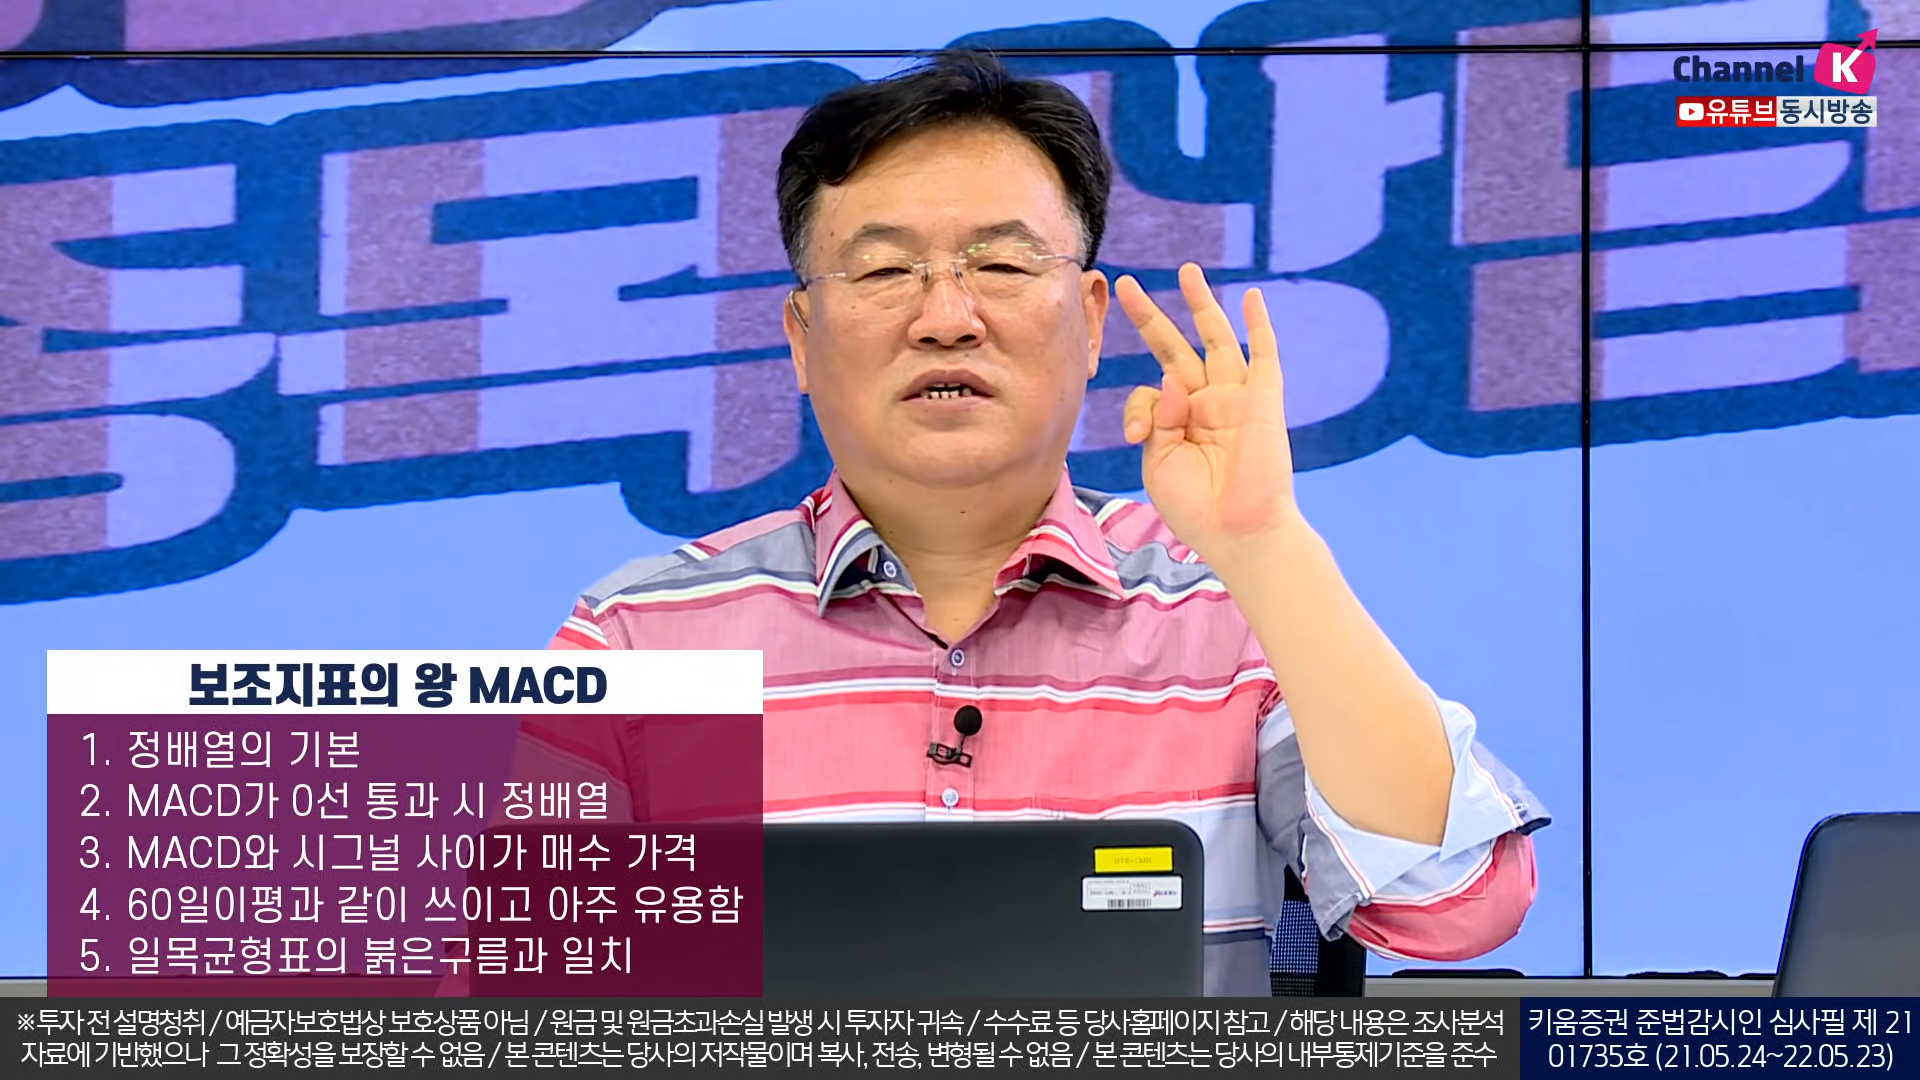 Channel K
유튜브 동시방송
보조지표의 왕 MACD
1. 정배열의 기본
2. MACD가 0선 통과 시 정배열
3. MACD와 시그널 사이가 매수 가격
4. 60일이평과 같이 쓰이고 아주 유용함
5. 일목균형표의 붉은구름과 일치
※투자 전 설명청취 / 예금자보호법상 보호상품 아님 / 원금 및 원금초과손실 발생 시 투자자 귀속 / 수수료 등 당사홈페이지 참고 / 해당 내용은 조사분석
자료에 기반했으나 그 정확성을 보장할 수 없음 / 본 콘텐츠는 당사의 저작물이며 복사, 전송, 변형될 수 없음 / 본 콘텐츠는 당사의 내부통제기준을 준수
키움증권 준법감시인 심사필 제 21
01735호 (21.05.24~22.05.23)